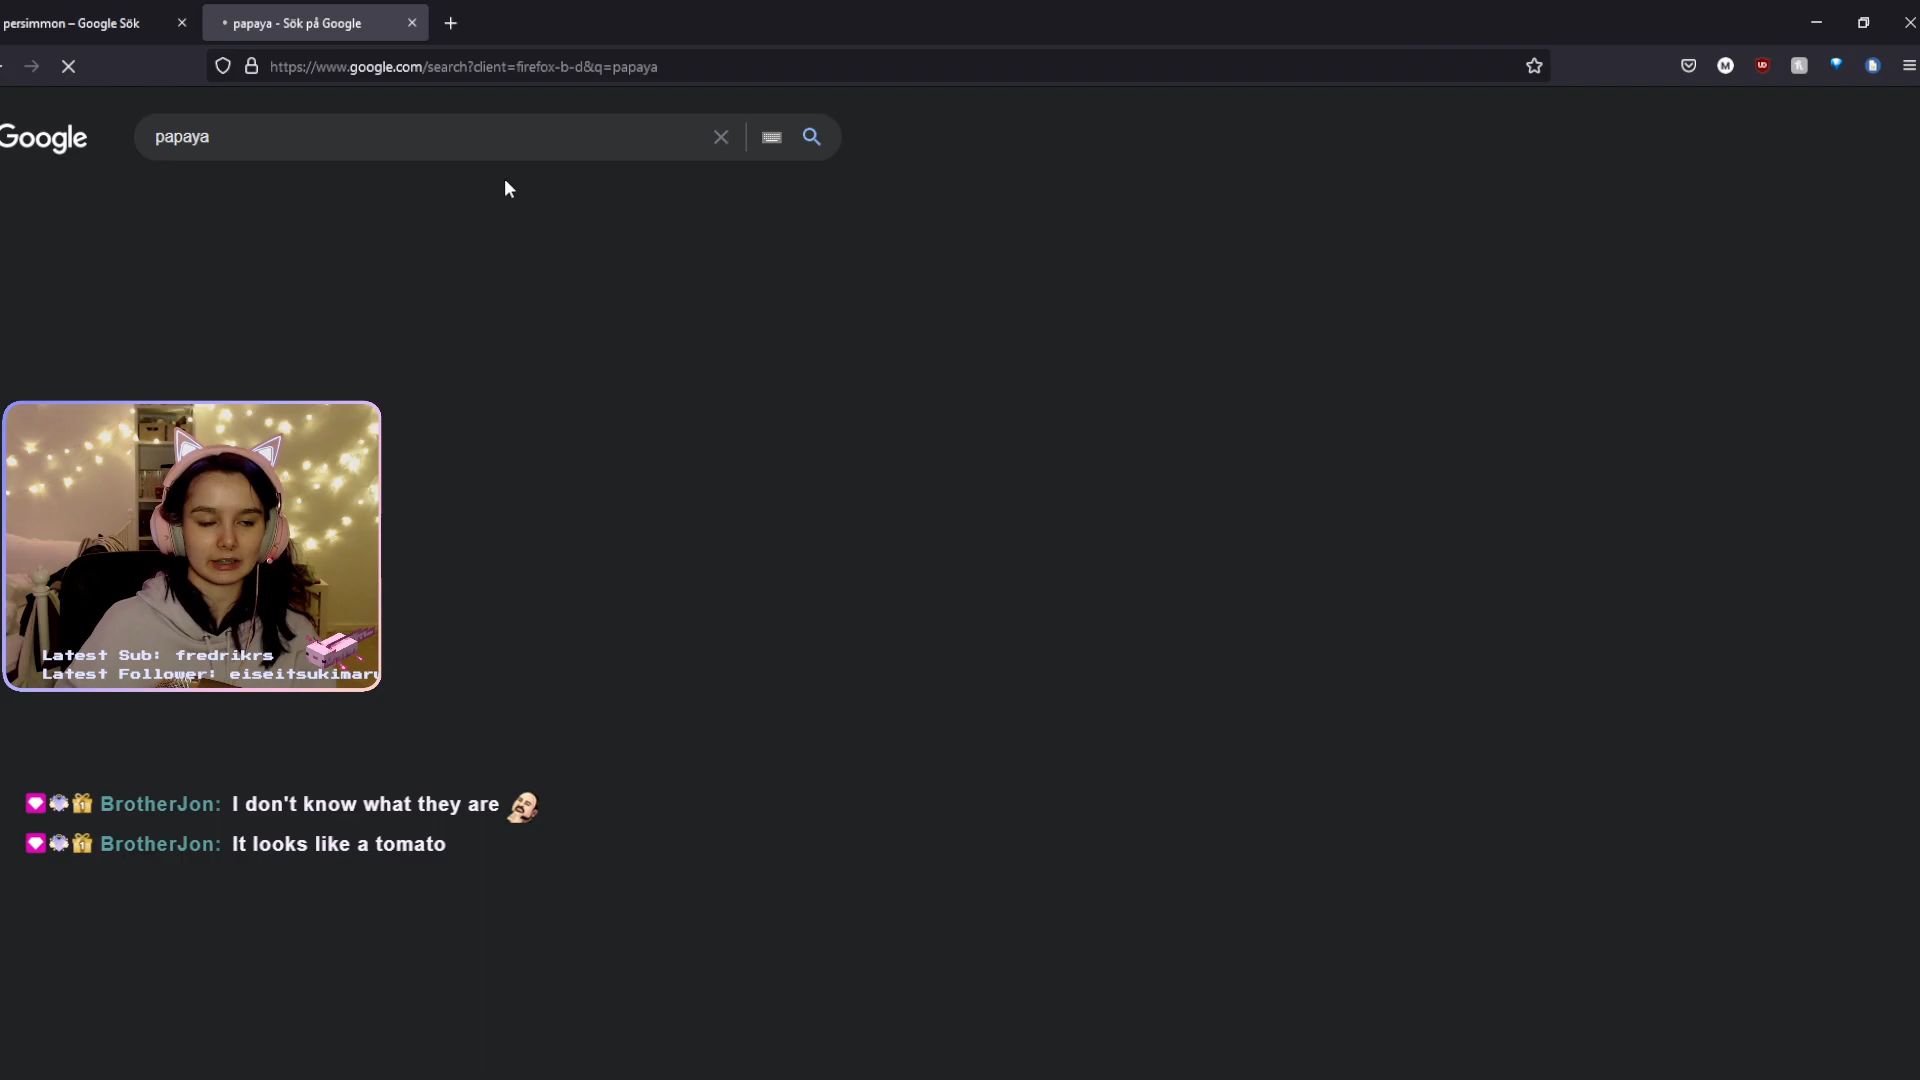 persimmon – Google Sök
papaya - Sök på Google
https://www.google.com/search?client=firefox-b-d&q=papaya
Google
papaya
Latest Sub: fredrikrs
Latest Follower: eiseitsukimaru
BrotherJon: I don't know what they are
BrotherJon: It looks like a tomato